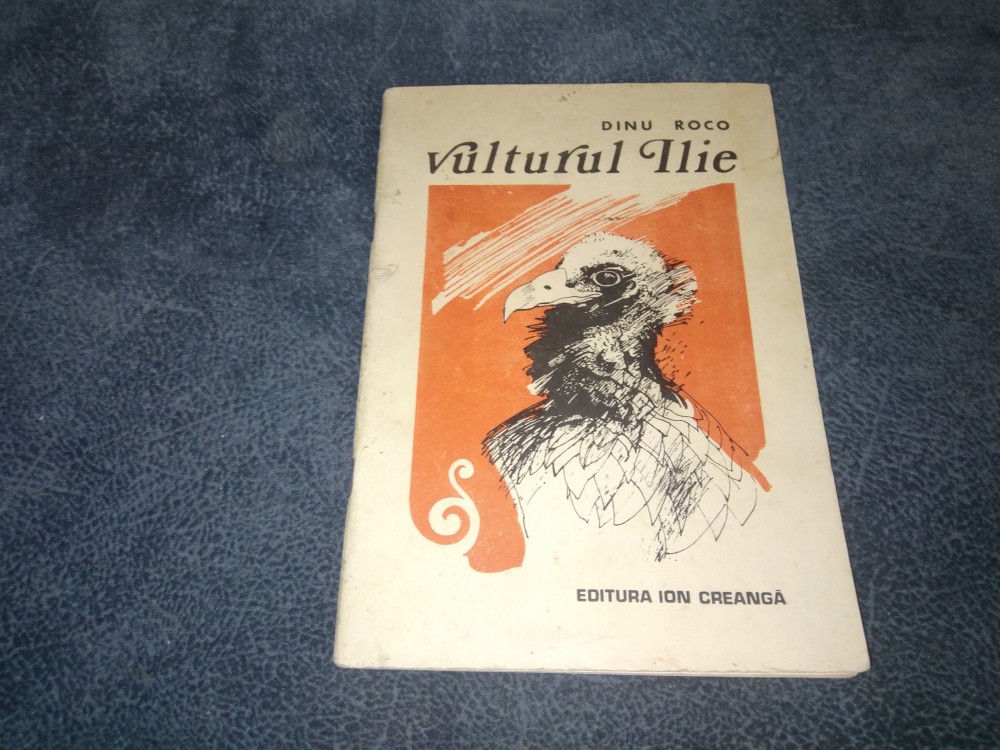 DINU ROCO
Vulturul Ilie
EDITURA ION CREANGĂ